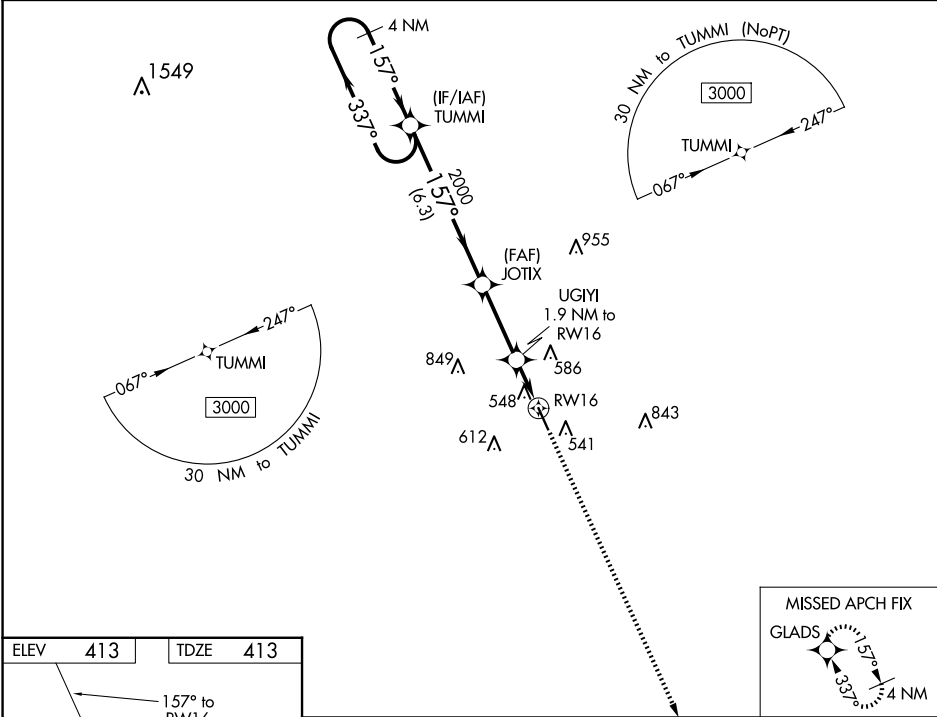 1549
4 NM
157°
337°
(IF/IAF)
TUMMI
30 NM to TUMMI (NoPT)
3000
TUMMI
247°
067°
2000
157°
(6.3)
955
(FAF)
JOTIX
UGIYI
1.9 NM to
RW16
247°
TUMMI
067°
3000
30 NM to TUMMI
849
586
548
RW16
843
612
541
MISSED APCH FIX
GLADS
157°
337°
4 NM
ELEV 413
TDZE 413
157° to
RW16